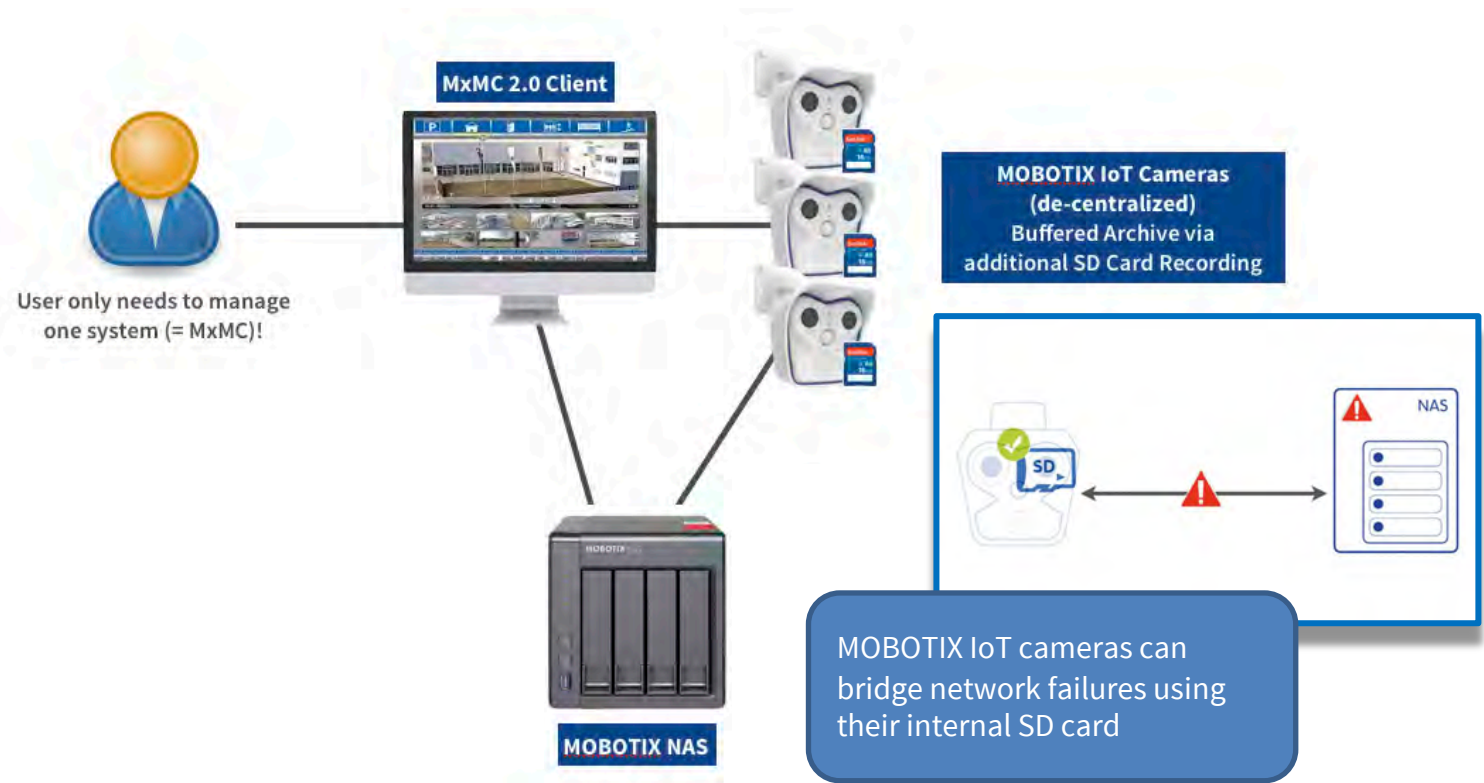 MxMC 2.0 Client
P
User only needs to manage
one system (= MxMC)!
MOBOTIX IoT Cameras
(de-centralized)
Buffered Archive via
additional SD Card Recording
SD
NAS
MOBOTIX
MOBOTIX NAS
MOBOTIX IoT cameras can
bridge network failures using
their internal SD card